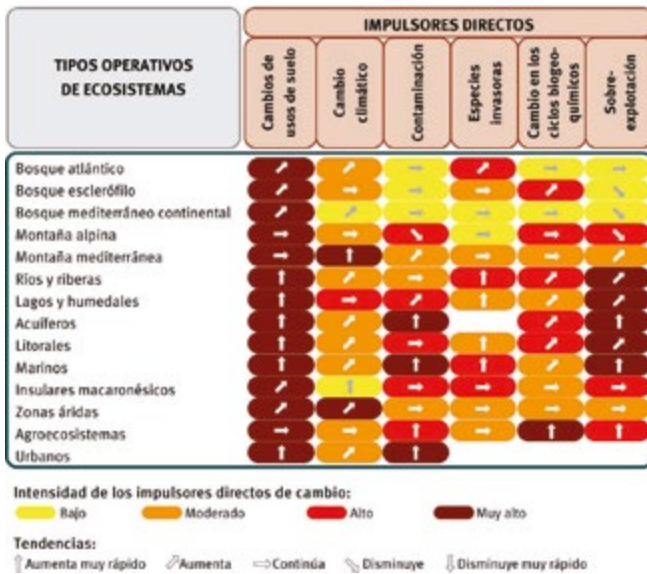 IMPULSORES DIRECTOS
TIPOS OPERATIVOS
DE ECOSISTEMAS
Cambios de
usos de suelo
Cambio
climático
Contaminación
Especies
invasoras
Cambio en los
ciclos biogeo-
químicos
Sobre-
explotación
Bosque atlántico
Bosque esclerófilo
Bosque mediterráneo continental
Montaña alpina
Montaña mediterránea
Ríos y riberas
Lagos y humedales
Acuíferos
Litorales
Marinos
Insulares macaronésicos
Zonas áridas
Agroecosistemas
Urbanos
Intensidad de los impulsores directos de cambio:
Bajo Moderado Alto Muy alto
Tendencias:
Aumenta muy rápido Aumenta Continúa Disminuye Disminuye muy rápido